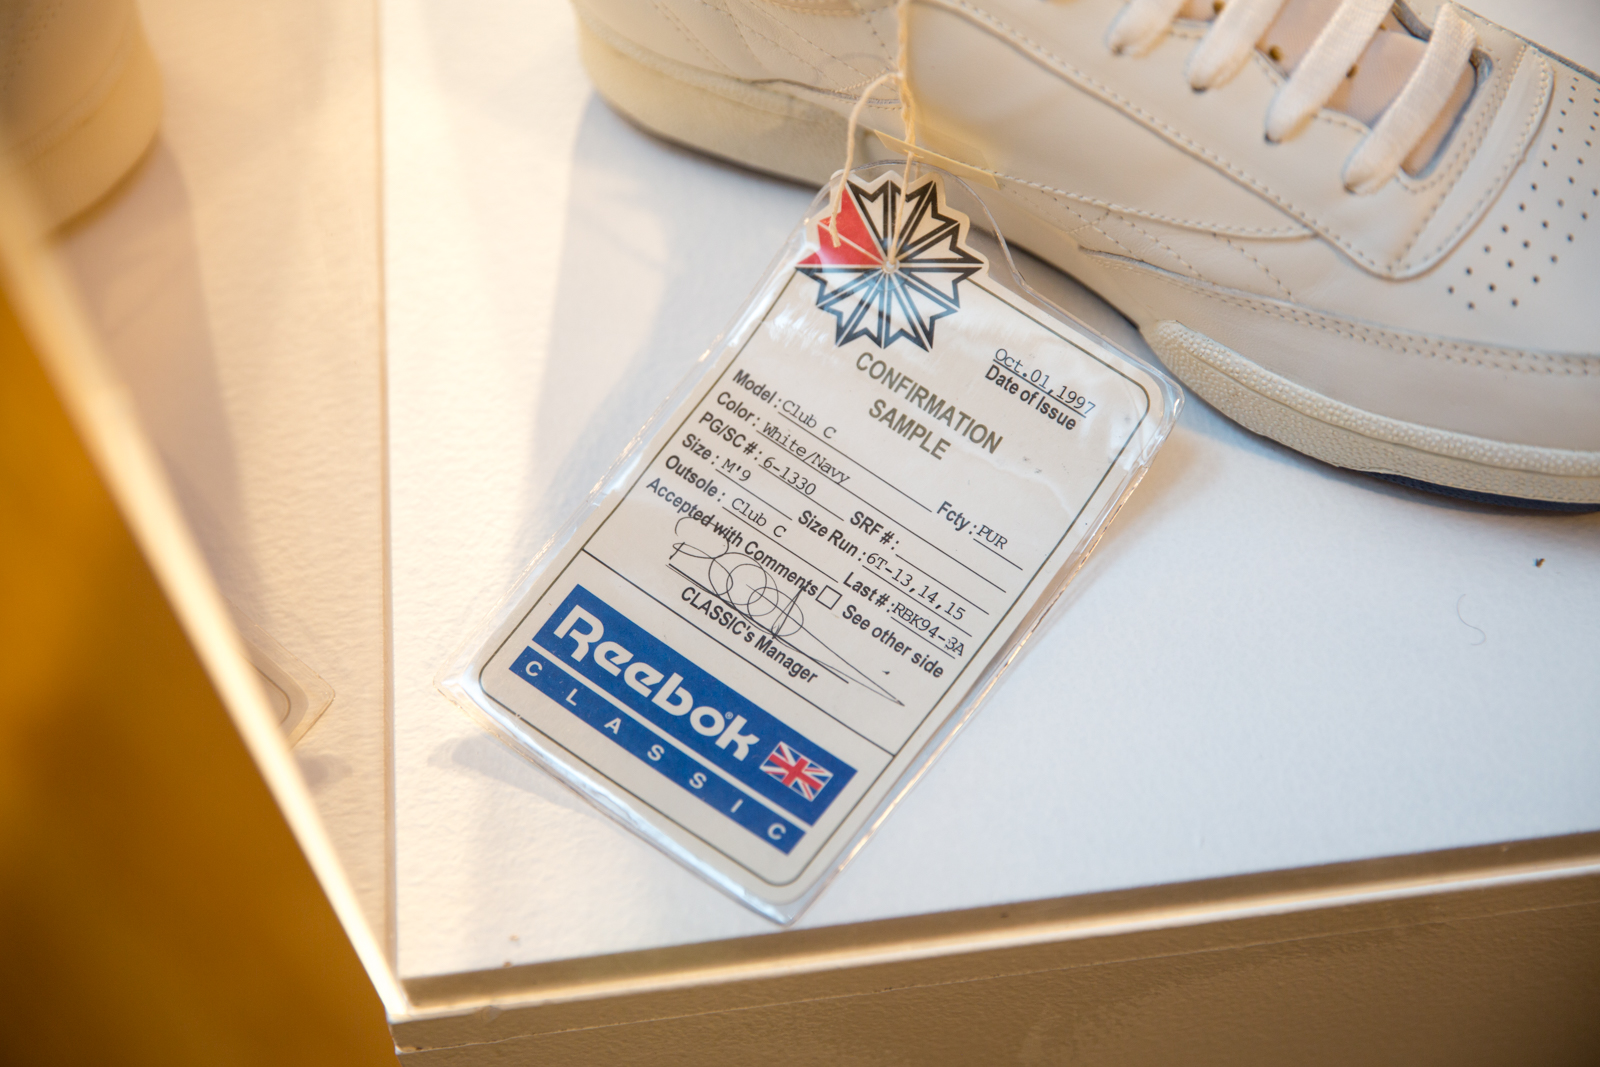 Oct.01,1997
Date of Issue
CONFIRMATION
SAMPLE
Model: Club C
Color: White/Navy Fcty: PUR
PG/SC #: 6-1330 SRF #:
Size: M'9 Size Run: 6T-13,14,15
Outsole: Club C Last #: RBK94-3A
Accepted with Comments See other side
CLASSIC's Manager
Reebok®
CLASSIC